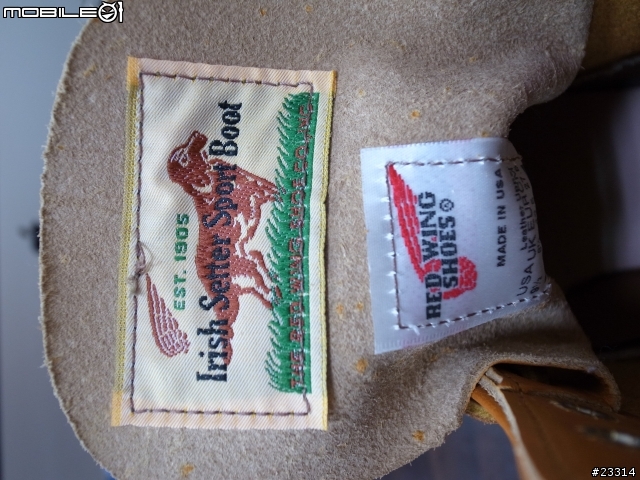 MOBILE01
EST. 1905
Irish Setter Sport Boot
RED WING
SHOES®
MADE IN USA
#23314